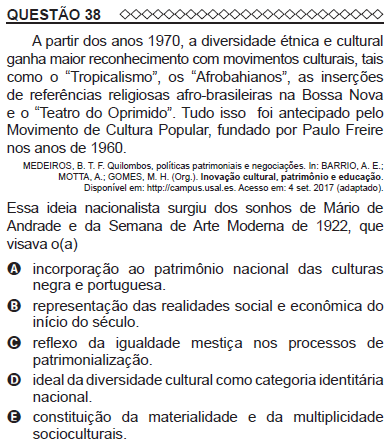 QUESTÃO 38
A partir dos anos 1970, a diversidade étnica e cultural
ganha maior reconhecimento com movimentos culturais, tais
como o “Tropicalismo”, os “Afrobahianos”, as inserções
de referências religiosas afro-brasileiras na Bossa Nova
e o “Teatro do Oprimido”. Tudo isso foi antecipado pelo
Movimento de Cultura Popular, fundado por Paulo Freire
nos anos de 1960.
MEDEIROS, B. T. F. Quilombos, políticas patrimoniais e negociações. In: BARRIO, A. E.;
MOTTA, A.; GOMES, M. H. (Org.). Inovação cultural, patrimônio e educação.
Disponível em: http://campus.usal.es. Acesso em: 4 set. 2017 (adaptado).
Essa ideia nacionalista surgiu dos sonhos de Mário de
Andrade e da Semana de Arte Moderna de 1922, que
visava o(a)
A incorporação ao patrimônio nacional das culturas
negra e portuguesa.
B representação das realidades social e econômica do
início do século.
C reflexo da igualdade mestiça nos processos de
patrimonialização.
D ideal da diversidade cultural como categoria identitária
nacional.
E constituição da materialidade e da multiplicidade
socioculturais.